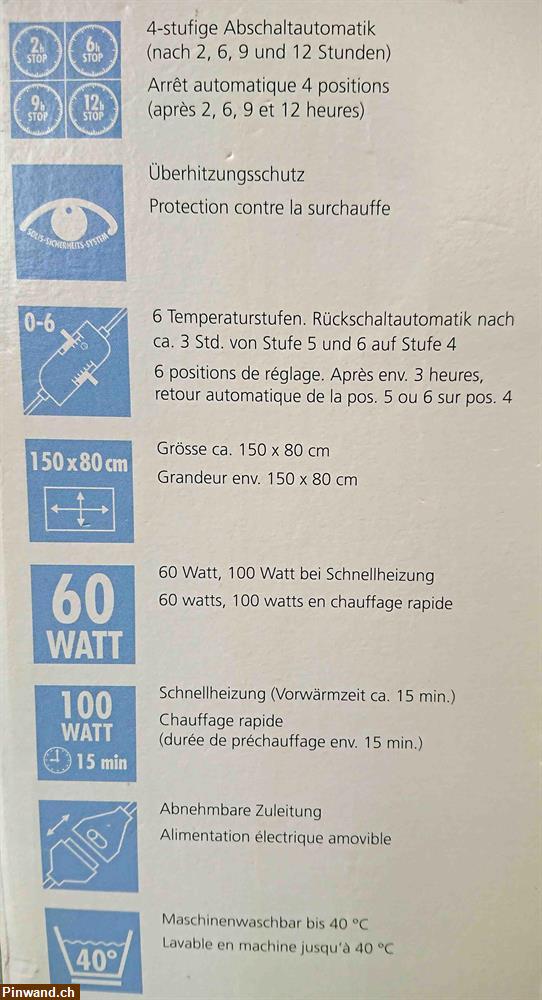 2h
STOP
6h
STOP
9h
STOP
12h
STOP
4-stufige Abschaltautomatik
(nach 2, 6, 9 und 12 Stunden)
Arrêt automatique 4 positions
(après 2, 6, 9 et 12 heures)
SOLIS-SICHERHEITS-SYSTEM
Überhitzungsschutz
Protection contre la surchauffe
0-6
6 Temperaturstufen. Rückschaltautomatik nach
ca. 3 Std. von Stufe 5 und 6 auf Stufe 4
6 positions de réglage. Après env. 3 heures,
retour automatique de la pos. 5 ou 6 sur pos. 4
150 x 80 cm
Grösse ca. 150 x 80 cm
Grandeur env. 150 x 80 cm
60
WATT
60 Watt, 100 Watt bei Schnellheizung
60 watts, 100 watts en chauffage rapide
100
WATT
15 min
Schnellheizung (Vorwärmzeit ca. 15 min.)
Chauffage rapide
(durée de préchauffage env. 15 min.)
Abnehmbare Zuleitung
Alimentation électrique amovible
40°
Maschinenwaschbar bis 40 °C
Lavable en machine jusqu'à 40 °C
Pinwand.ch